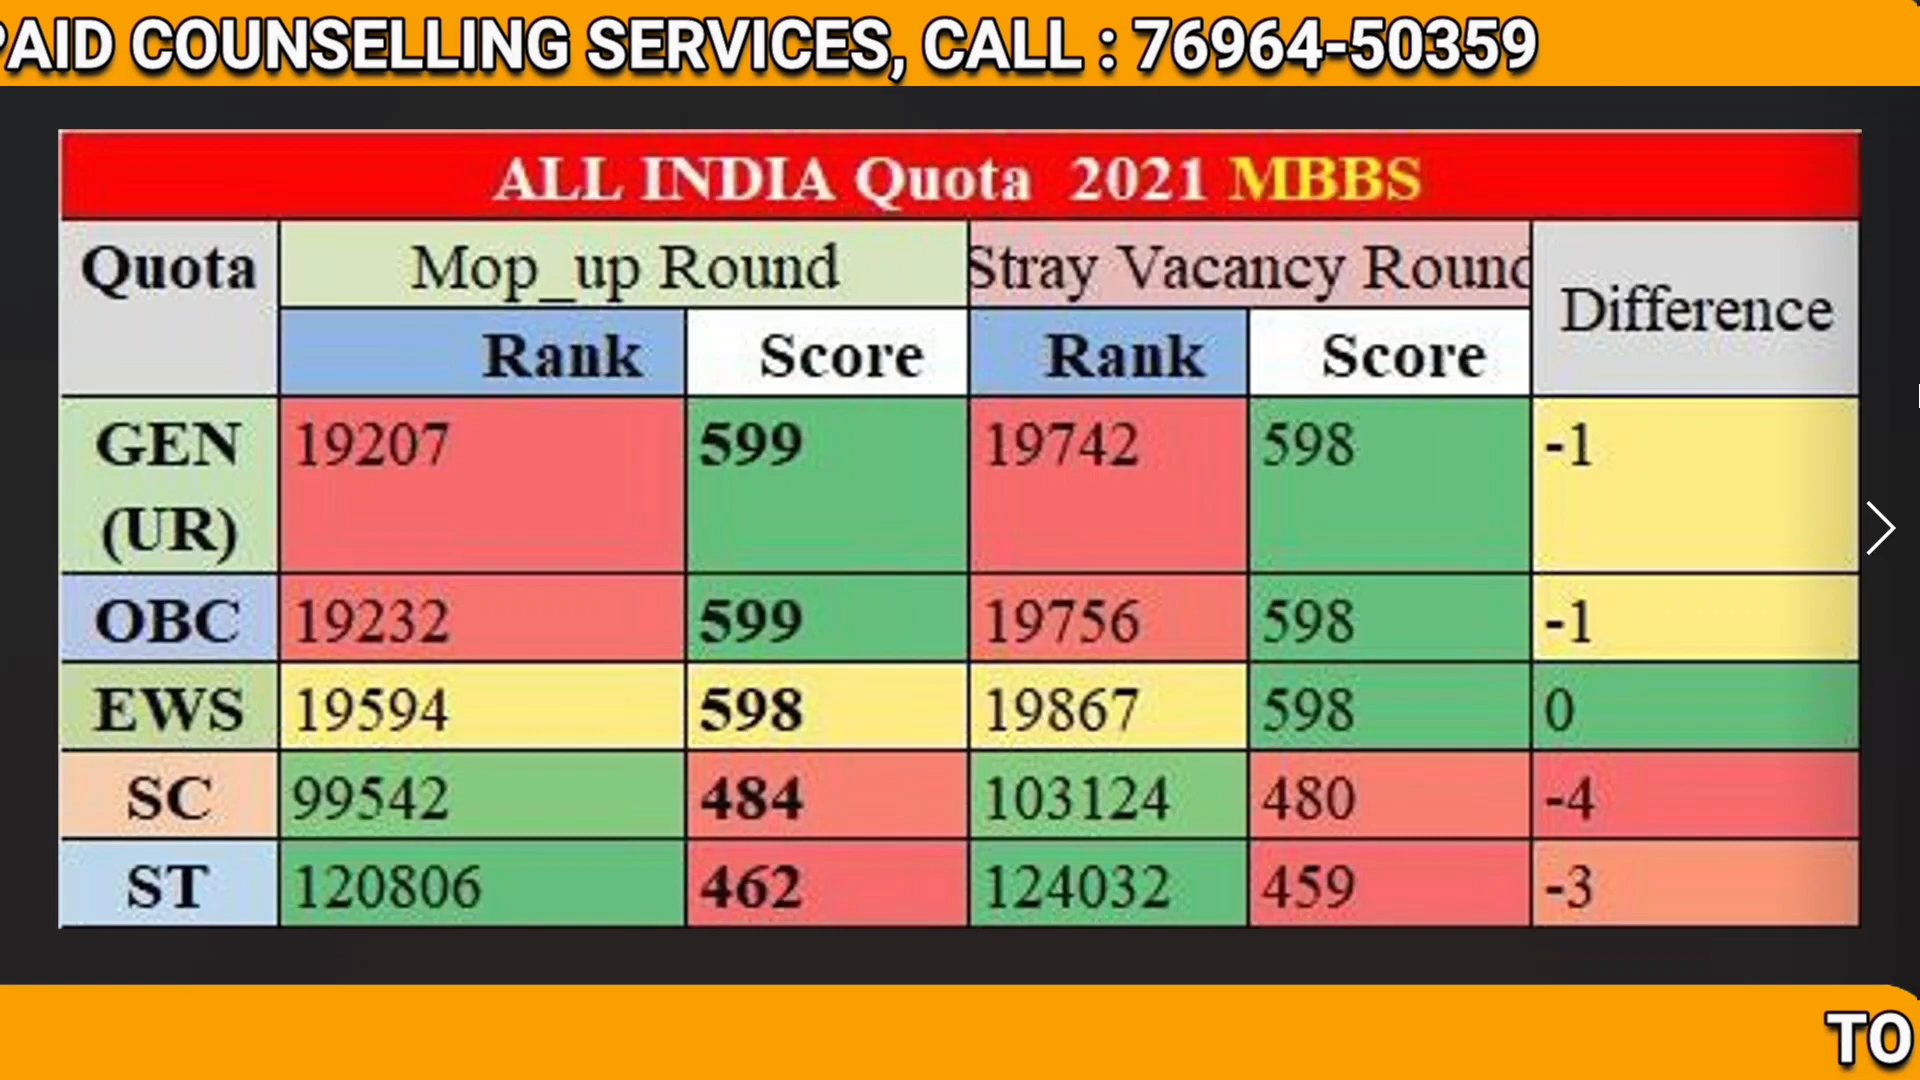 PAID COUNSELLING SERVICES, CALL : 76964-50359
ALL INDIA Quota 2021 MBBS
Quota Mop_up Round Stray Vacancy Round Difference
Rank Score Rank Score
GEN (UR) 19207 599 19742 598 -1
OBC 19232 599 19756 598 -1
EWS 19594 598 19867 598 0
SC 99542 484 103124 480 -4
ST 120806 462 124032 459 -3
TO